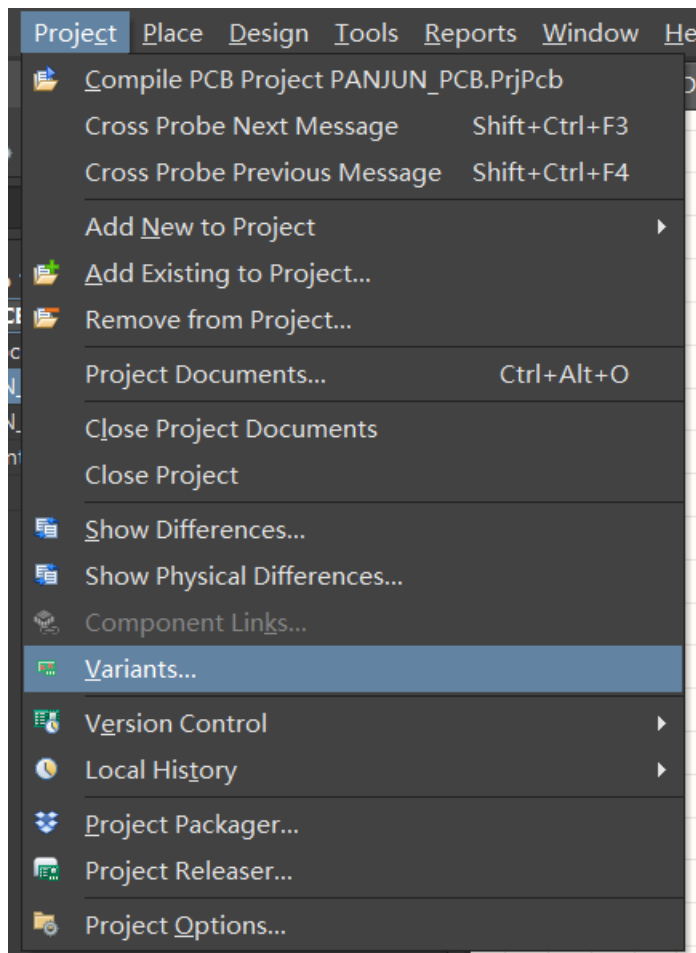 Project Place Design Tools Reports Window He
Compile PCB Project PANJUN_PCB.PrjPcb
Cross Probe Next Message Shift+Ctrl+F3
Cross Probe Previous Message Shift+Ctrl+F4
Add New to Project
Add Existing to Project...
Remove from Project...
Project Documents... Ctrl+Alt+O
Close Project Documents
Close Project
Show Differences...
Show Physical Differences...
Component Links...
Variants...
Version Control
Local History
Project Packager...
Project Releaser...
Project Options...